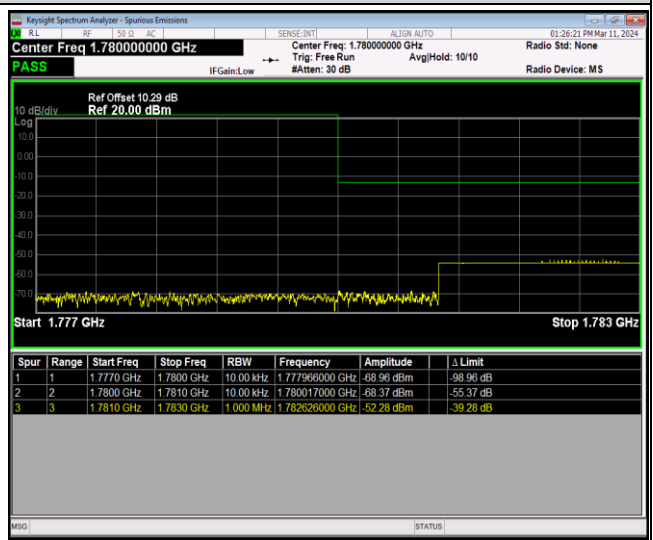 Keysight Spectrum Analyzer - Spurious Emissions
RL RF 50 Ω AC SENSE:INT ALIGN AUTO 01:26:21 PM Mar 11, 2024
Center Freq 1.780000000 GHz Center Freq: 1.780000000 GHz Radio Std: None
Trig: Free Run Avg|Hold: 10/10
PASS IFGain:Low #Atten: 30 dB Radio Device: MS
Ref Offset 10.29 dB
10 dB/div Ref 20.00 dBm
Log
10.0
0.00
-10.0
-20.0
-30.0
-40.0
-50.0
-60.0
-70.0
Start 1.777 GHz Stop 1.783 GHz
Spur Range Start Freq Stop Freq RBW Frequency Amplitude Δ Limit
1 1 1.7770 GHz 1.7800 GHz 10.00 kHz 1.777966000 GHz -68.96 dBm -98.96 dB
2 2 1.7800 GHz 1.7810 GHz 10.00 kHz 1.780017000 GHz -68.37 dBm -55.37 dB
3 3 1.7810 GHz 1.7830 GHz 1.000 MHz 1.782626000 GHz -52.28 dBm -39.28 dB
MSG STATUS